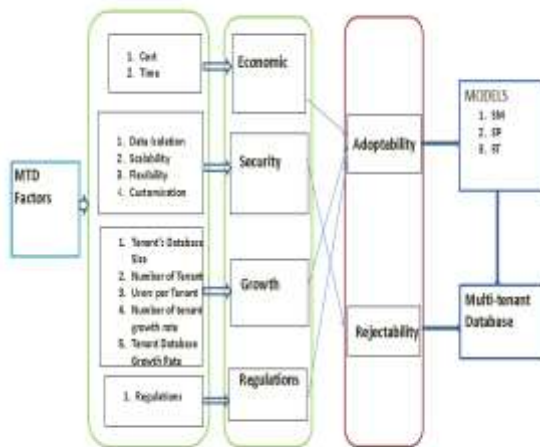 MTD
Factors
1. Cost
2. Time
1. Data Isolation
2. Scalability
3. Flexibility
4. Customization
1. Tenant's Database
Size
2. Number of Tenant
3. Users per Tenant
4. Number of tenant
growth rate
5. Tenant Database
Growth Rate
1. Regulations
Economic
Security
Growth
Regulations
Adoptability
Rejectability
MODELS
1. SM
2. SP
3. ST
Multi-tenant
Database